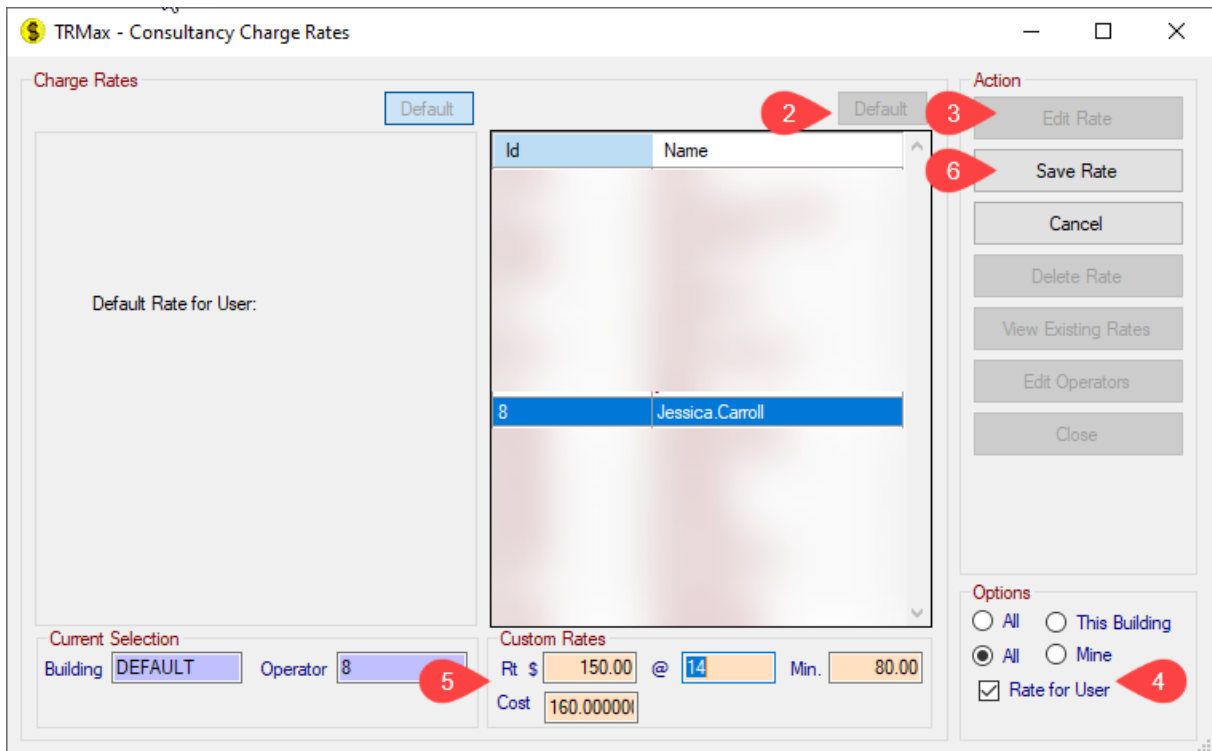 TRMax - Consultancy Charge Rates
Charge Rates
Action
Default
2
Default
3
Edit Rate
Id Name
6
Save Rate
Cancel
Delete Rate
Default Rate for User:
View Existing Rates
Edit Operators
8 Jessica.Carroll
Close
Options
All This Building
Current Selection
Custom Rates
All Mine
Building DEFAULT Operator 8
5
Rt $ 150.00 @ 14 Min. 80.00
Rate for User
4
Cost 160.000000